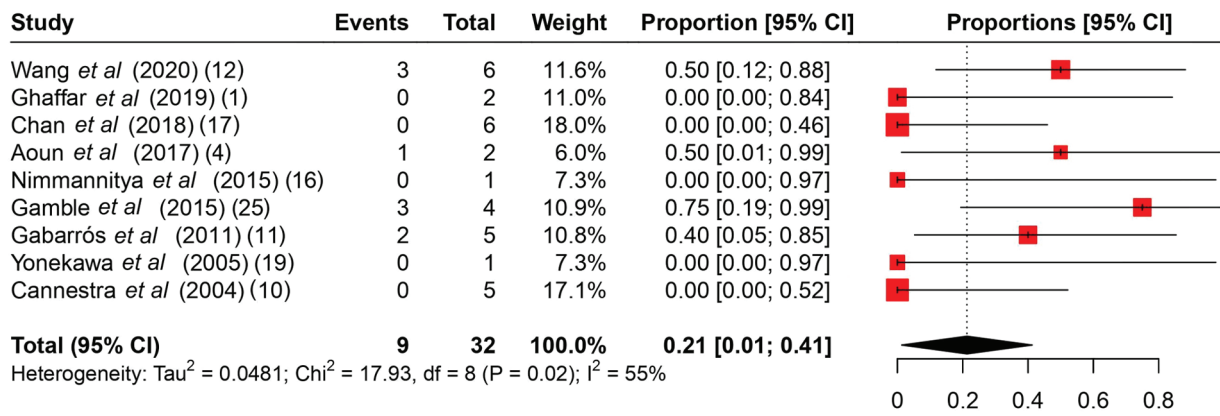 Study Events Total Weight Proportion [95% CI] Proportions [95% CI]
Wang et al (2020) (12) 3 6 11.6% 0.50 [0.12; 0.88]
Ghaffar et al (2019) (1) 0 2 11.0% 0.00 [0.00; 0.84]
Chan et al (2018) (17) 0 6 18.0% 0.00 [0.00; 0.46]
Aoun et al (2017) (4) 1 2 6.0% 0.50 [0.01; 0.99]
Nimmannitya et al (2015) (16) 0 1 7.3% 0.00 [0.00; 0.97]
Gamble et al (2015) (25) 3 4 10.9% 0.75 [0.19; 0.99]
Gabarrós et al (2011) (11) 2 5 10.8% 0.40 [0.05; 0.85]
Yonekawa et al (2005) (19) 0 1 7.3% 0.00 [0.00; 0.97]
Cannestra et al (2004) (10) 0 5 17.1% 0.00 [0.00; 0.52]
Total (95% CI) 9 32 100.0% 0.21 [0.01; 0.41]
Heterogeneity: Tau² = 0.0481; Chi² = 17.93, df = 8 (P = 0.02); I² = 55%
0 0.2 0.4 0.6 0.8